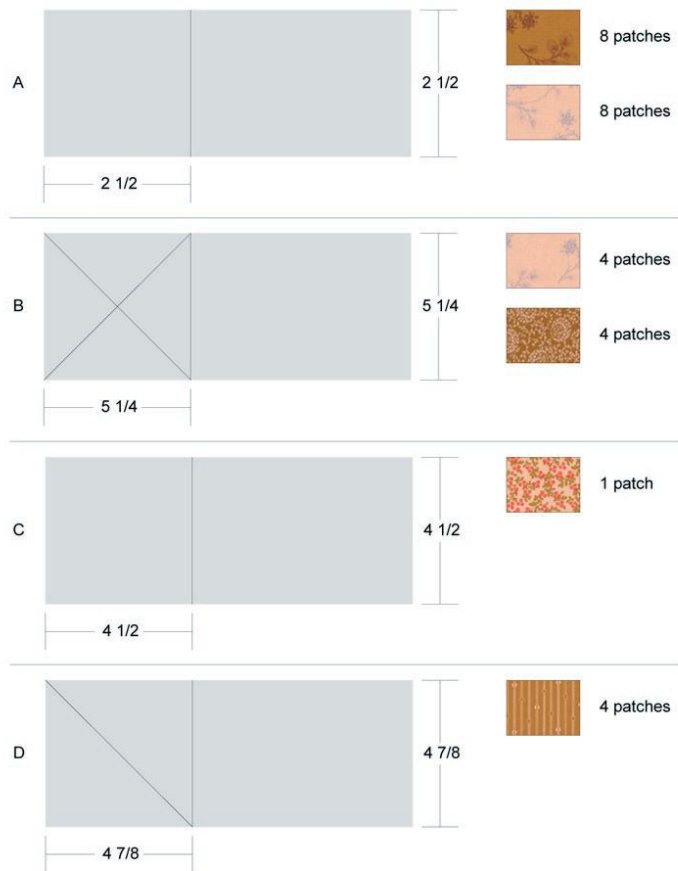 8 patches
A
2 1/2
8 patches
2 1/2
4 patches
B
5 1/4
4 patches
5 1/4
1 patch
C
4 1/2
4 1/2
4 patches
D
4 7/8
4 7/8